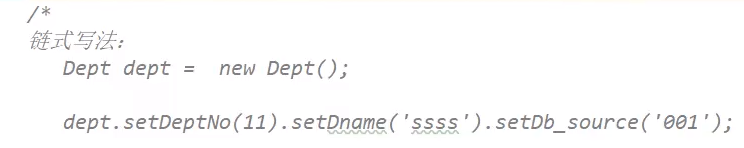 /*
链式写法：
Dept dept =  new Dept();
dept.setDeptNo(11).setDname('ssss').setDb_source('001');